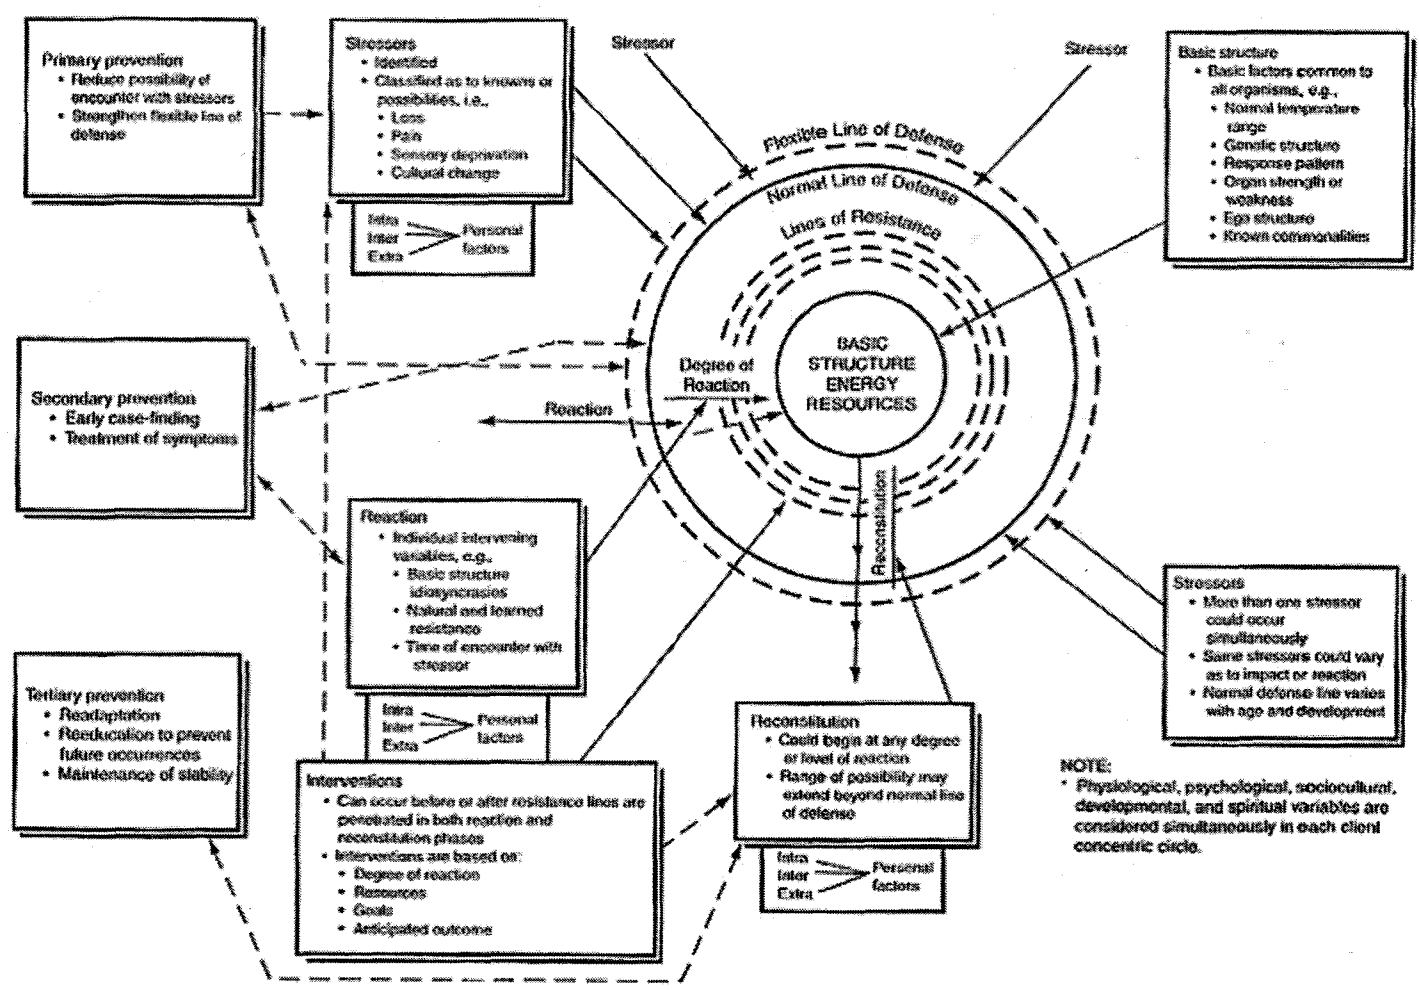 Primary prevention
• Reduce possibility of
encounter with stressors
• Strengthen flexible line of
defense
Stressors
• Identified
• Classified as to knowns or
possibilities, i.e.,
• Loss
• Pain
• Sensory deprivation
• Cultural change
Intra
Inter
Extra
Personal
factors
Stressor
Stressor
Basic structure
• Basic factors common to
all organisms, e.g.,
• Normal temperature
range
• Genetic structure
• Response pattern
• Organ strength or
weakness
• Ego structure
• Known commonalities
Flexible Line of Defense
Normal Line of Defense
Lines of Resistance
BASIC
STRUCTURE
ENERGY
RESOURCES
Degree of
Reaction
Reaction
Reconstitution
Secondary prevention
• Early case-finding
• Treatment of symptoms
Reaction
• Individual intervening
variables, e.g.,
• Basic structure
idiosyncrasies
• Natural and learned
resistance
• Time of encounter with
stressor
Intra
Inter
Extra
Personal
factors
Tertiary prevention
• Readaptation
• Reeducation to prevent
future occurrences
• Maintenance of stability
Interventions
• Can occur before or after resistance lines are
penetrated in both reaction and
reconstitution phases
• Interventions are based on:
• Degree of reaction
• Resources
• Goals
• Anticipated outcome
Reconstitution
• Could begin at any degree
or level of reaction
• Range of possibility may
extend beyond normal line
of defense
Intra
Inter
Extra
Personal
factors
Stressors
• More than one stressor
could occur
simultaneously
• Same stressors could vary
as to impact or reaction
• Normal defense line varies
with age and development
NOTE:
* Physiological, psychological, sociocultural,
developmental, and spiritual variables are
considered simultaneously in each client
concentric circle.